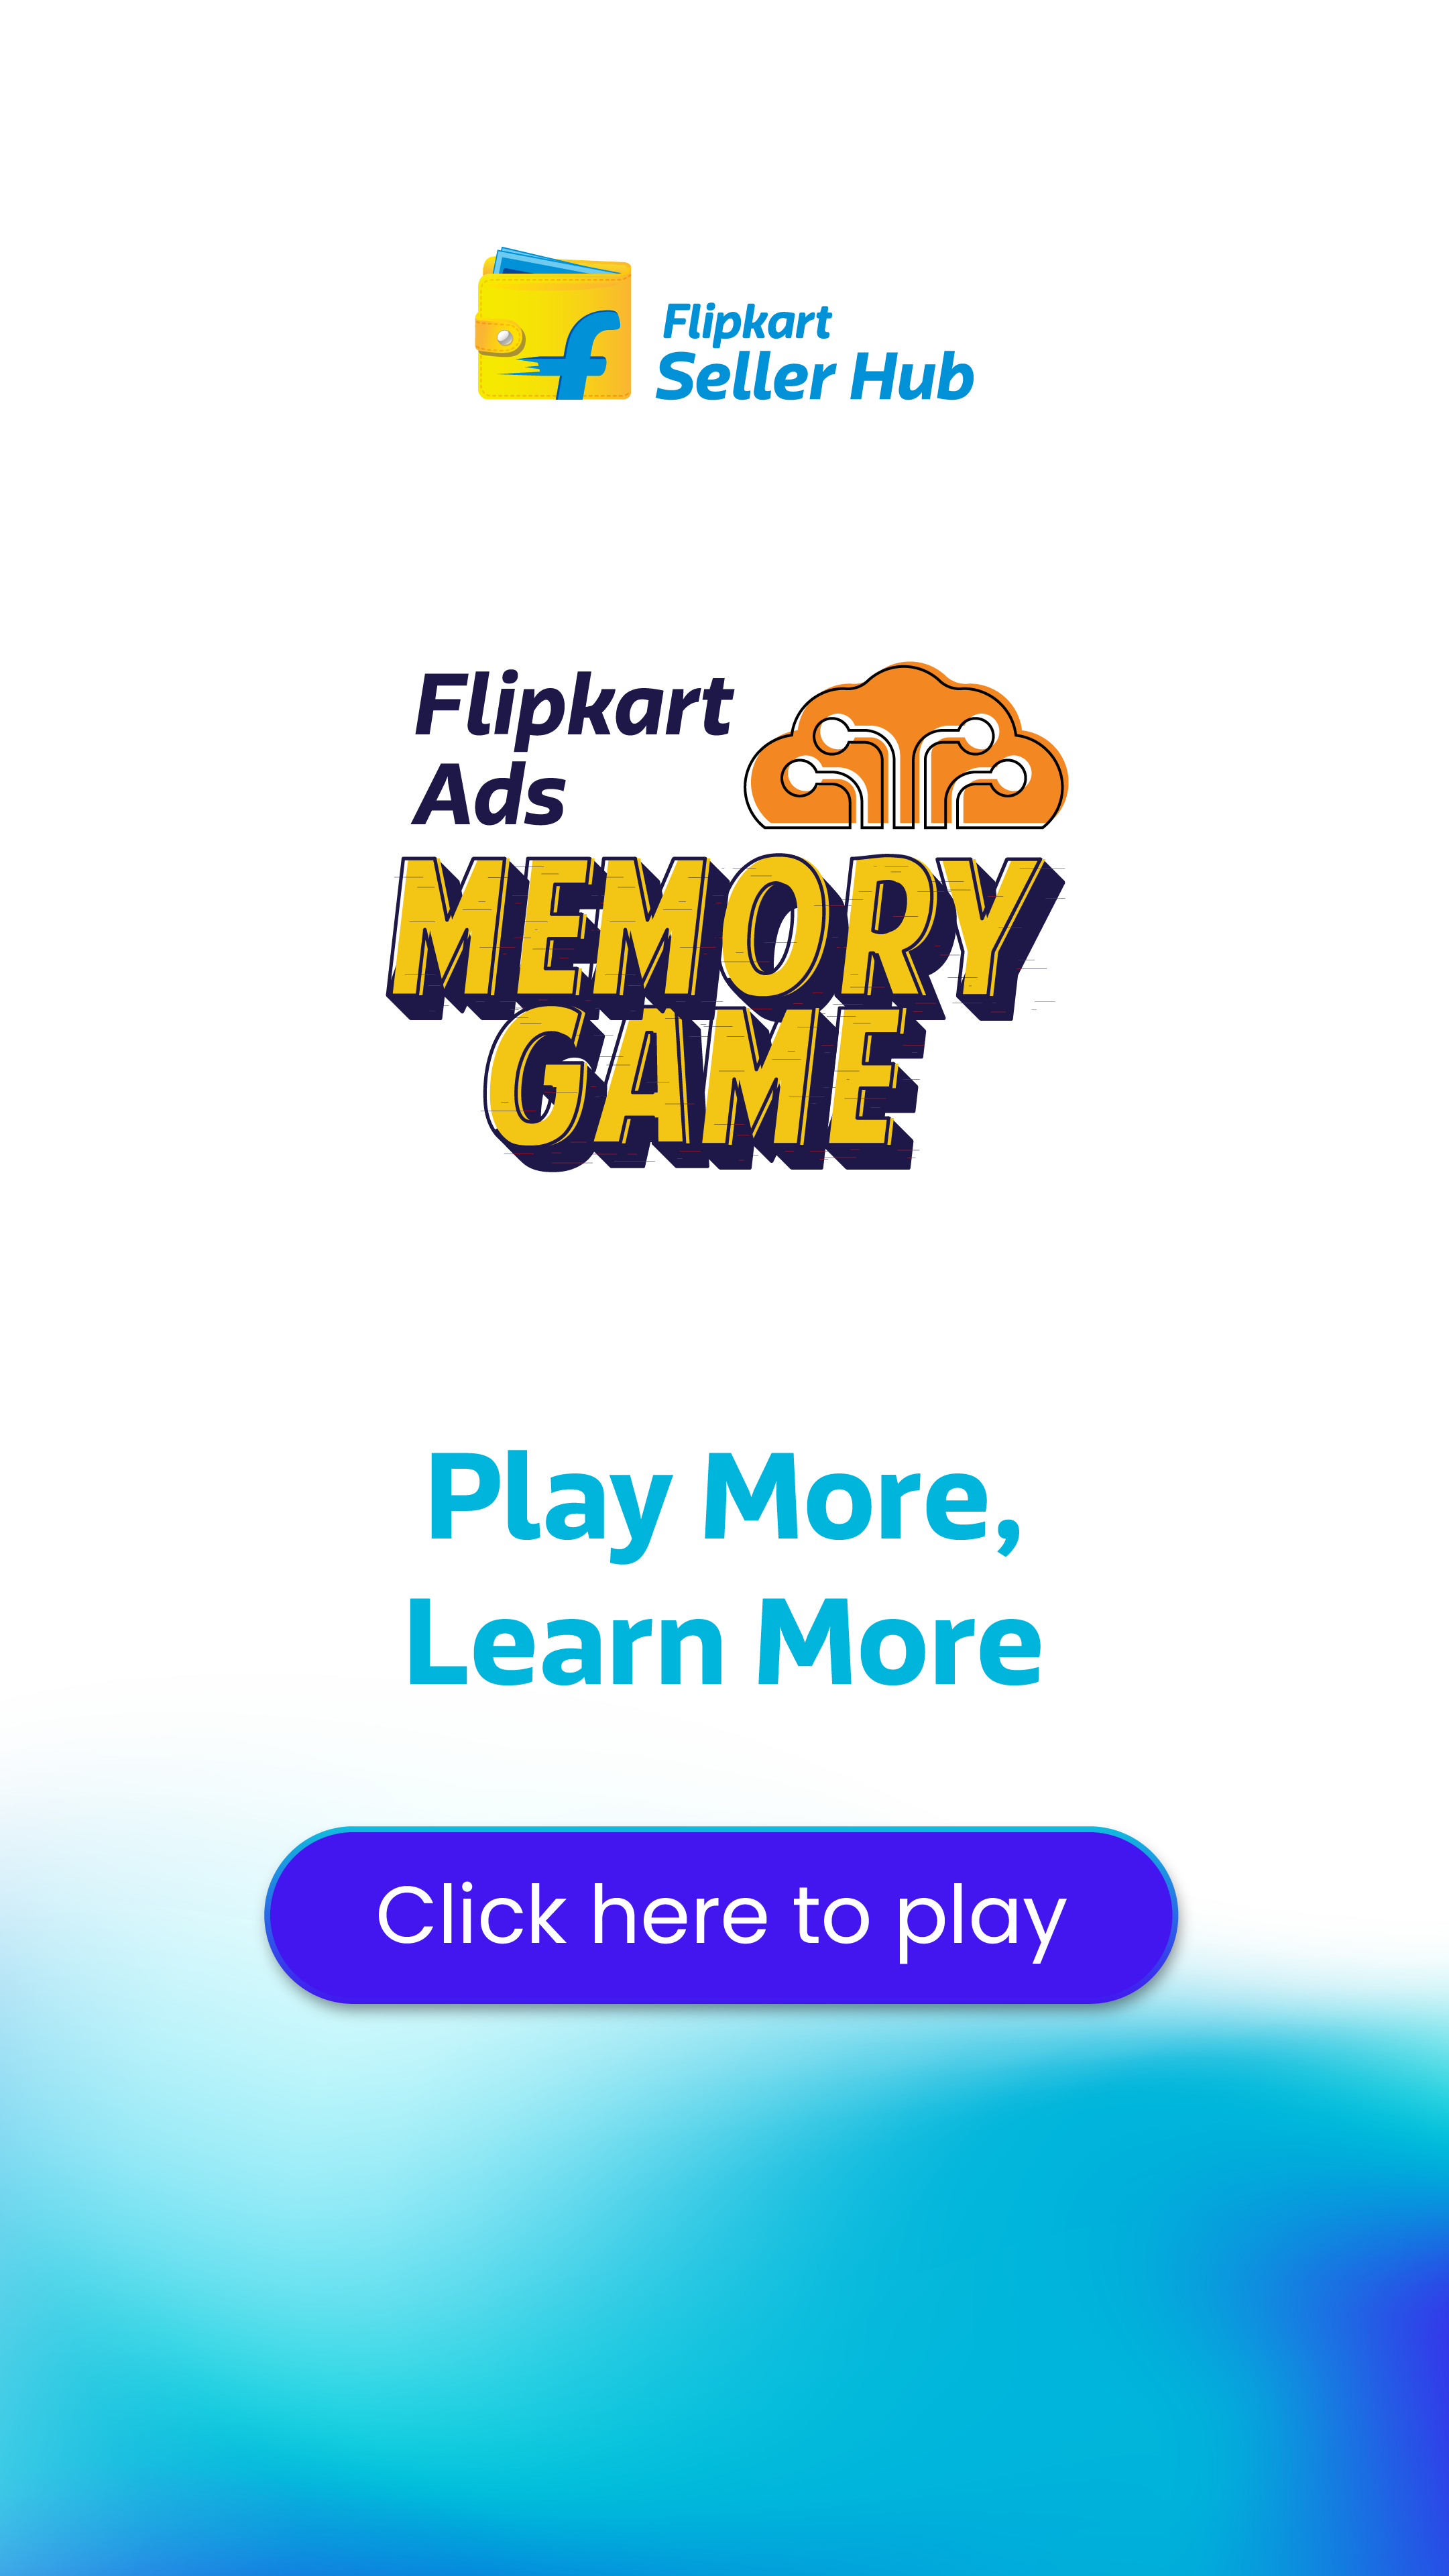 Flipkart
Seller Hub
Flipkart
Ads
MEMORY
GAME
Play More,
Learn More
Click here to play